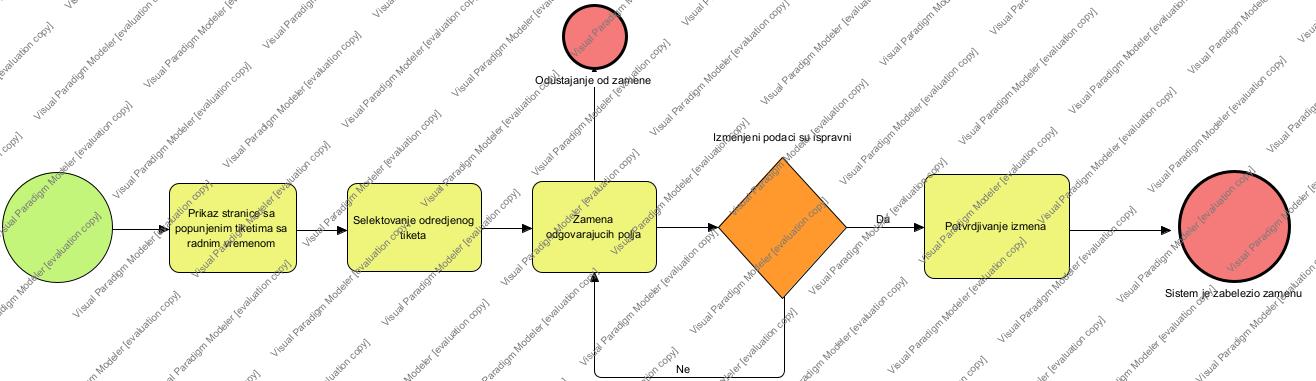 Odustajanje od zamene
Izmenjeni podaci su ispravni
Prikaz stranice sa
popunjenim tiketima sa
radnim vremenom
Selektovanje odredjenog
tiketa
Zamena
odgovarajucih polja
Da
Potvrdjivanje izmena
Sistem je zabelezio zamenu
Ne
Visual Paradigm Modeler [evaluation copy]